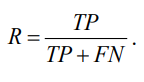 R = TP / (TP + FN) .